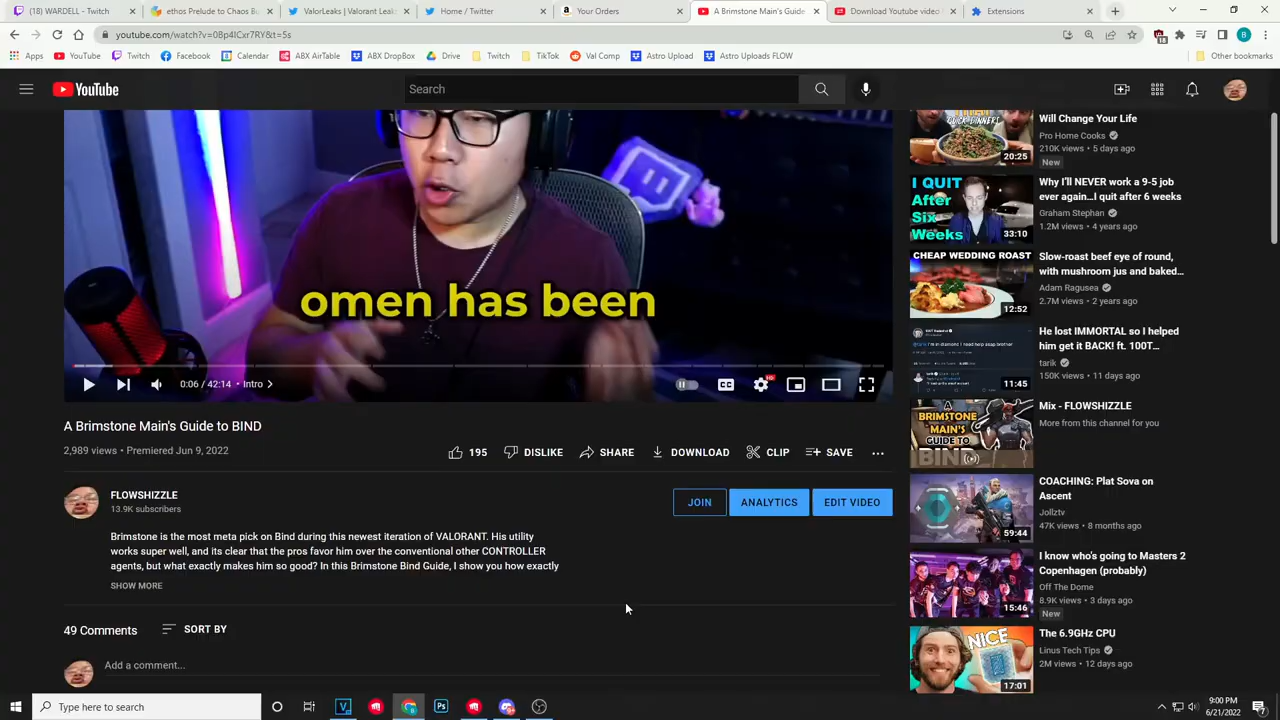 (18) WARDELL - Twitch
ethos Prelude to Chaos Bu
ValorLeaks | Valorant Leak
Home / Twitter
Your Orders
A Brimstone Main's Guide
Download Youtube video
Extensions
youtube.com/watch?v=08p4lCxr7RY&t=5s
Apps
YouTube
Twitch
Facebook
Calendar
ABX AirTable
ABX DropBox
Drive
Twitch
TikTok
Val Comp
Astro Upload
Astro Uploads FLOW
Other bookmarks
YouTube
Search
omen has been
0:06 / 42:14 • Intro
A Brimstone Main's Guide to BIND
2,989 views • Premiered Jun 9, 2022
195
DISLIKE
SHARE
DOWNLOAD
CLIP
SAVE
FLOWSHIZZLE
13.9K subscribers
JOIN
ANALYTICS
EDIT VIDEO
Brimstone is the most meta pick on Bind during this newest iteration of VALORANT. His utility
works super well, and its clear that the pros favor him over the conventional other CONTROLLER
agents, but what exactly makes him so good? In this Brimstone Bind Guide, I show you how exactly
SHOW MORE
49 Comments
SORT BY
Add a comment...
20:25
Will Change Your Life
Pro Home Cooks
210K views • 5 days ago
New
I QUIT
After
Six
Weeks
33:10
Why I'll NEVER work a 9-5 job
ever again…I quit after 6 weeks
Graham Stephan
1.2M views • 4 years ago
CHEAP WEDDING ROAST
12:52
Slow-roast beef eye of round,
with mushroom jus and baked…
Adam Ragusea
2.7M views • 2 years ago
11:45
He lost IMMORTAL so I helped
him get it BACK! ft. 100T…
tarik
150K views • 11 days ago
A
BRIMSTONE
MAIN'S
GUIDE TO
BIND
Mix - FLOWSHIZZLE
More from this channel for you
59:44
COACHING: Plat Sova on
Ascent
Jollztv
47K views • 8 months ago
15:46
I know who's going to Masters 2
Copenhagen (probably)
Off The Dome
8.9K views • 3 days ago
New
NICE
17:01
The 6.9GHz CPU
Linus Tech Tips
2M views • 12 days ago
Type here to search
9:00 PM
6/21/2022